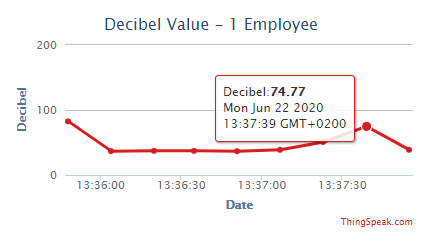 Decibel Value - 1 Employee
200
100
0
Decibel
Decibel:74.77
Mon Jun 22 2020
13:37:39 GMT+0200
13:36:00 13:36:30 13:37:00 13:37:30
Date
ThingSpeak.com